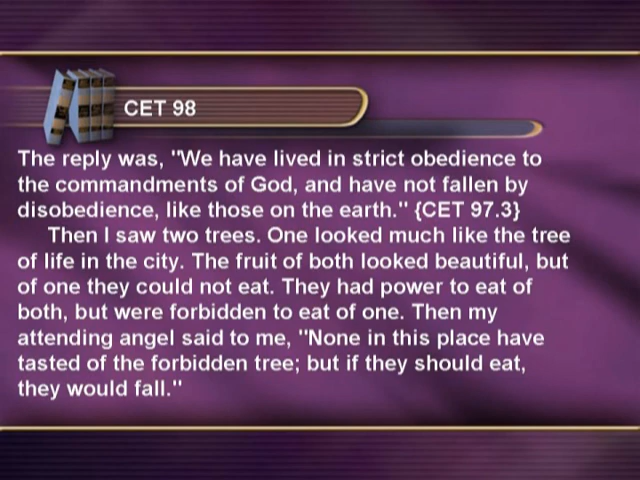 CET 98
The reply was, "We have lived in strict obedience to
the commandments of God, and have not fallen by
disobedience, like those on the earth." {CET 97.3}
Then I saw two trees. One looked much like the tree
of life in the city. The fruit of both looked beautiful, but
of one they could not eat. They had power to eat of
both, but were forbidden to eat of one. Then my
attending angel said to me, "None in this place have
tasted of the forbidden tree; but if they should eat,
they would fall."